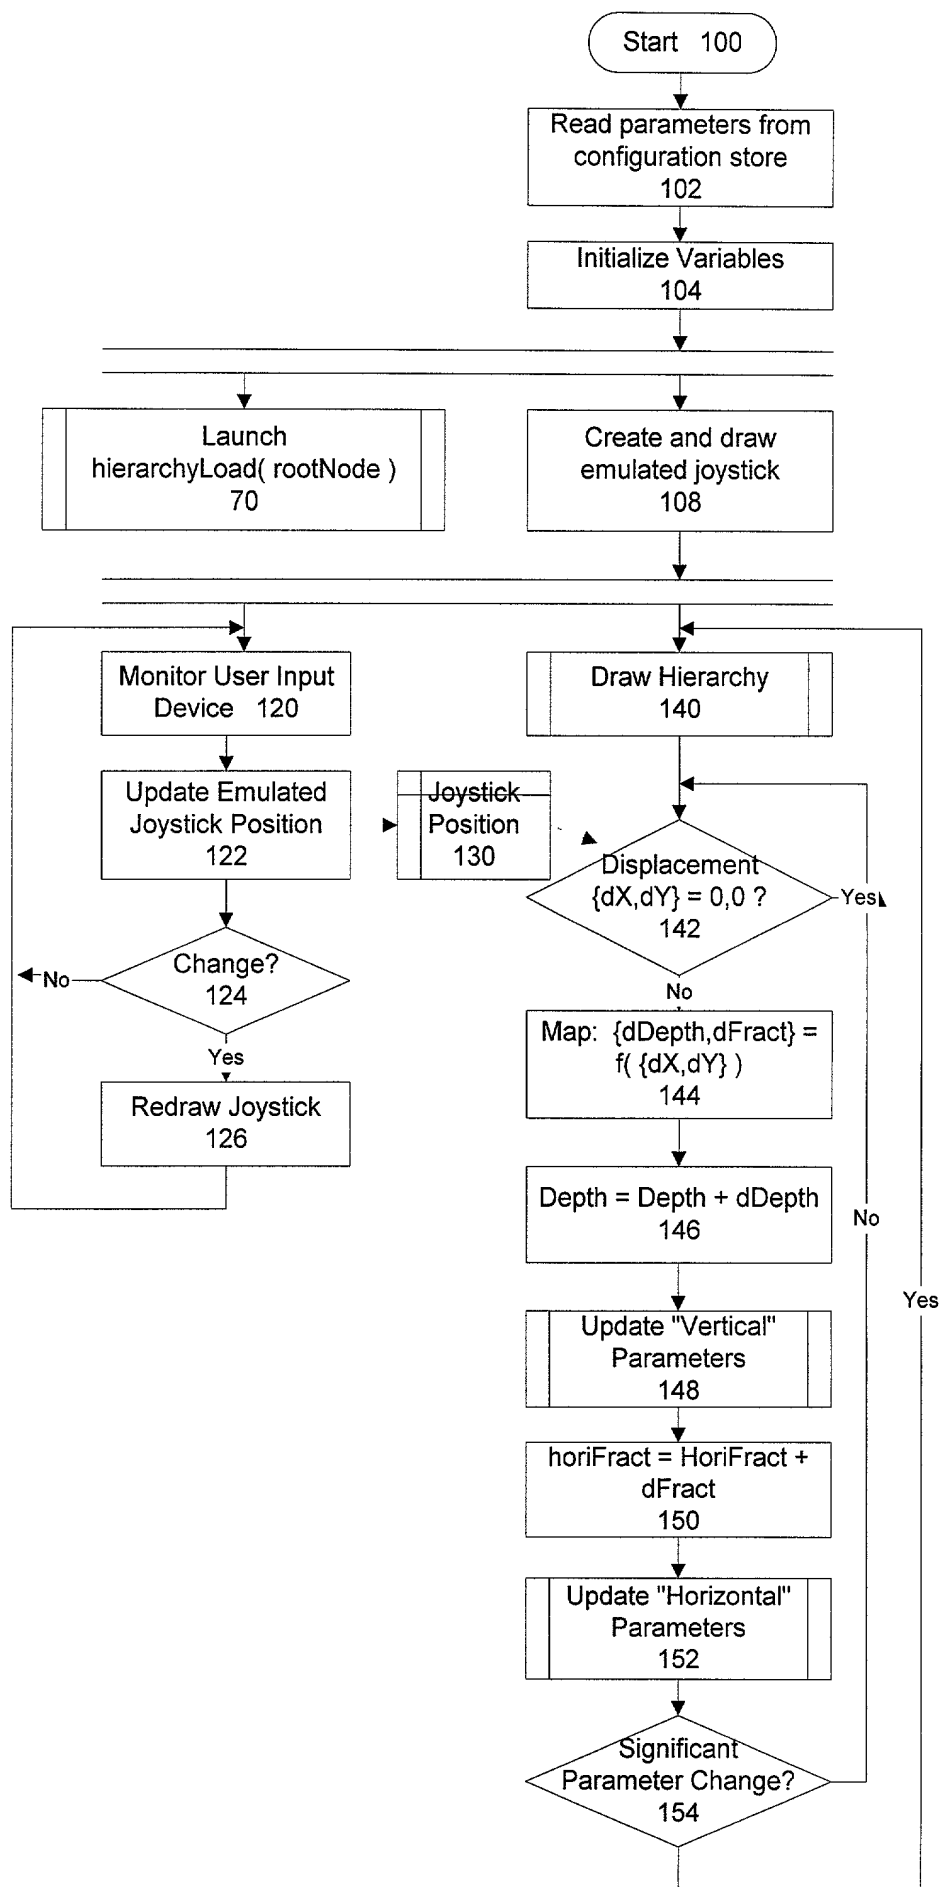 Start 100
Read parameters from
configuration store
102
Initialize Variables
104
Launch
hierarchyLoad( rootNode )
70
Create and draw
emulated joystick
108
Monitor User Input
Device 120
Update Emulated
Joystick Position
122
Change?
124
No
Yes
Redraw Joystick
126
Joystick
Position
130
Draw Hierarchy
140
Displacement
{dX,dY} = 0,0 ?
142
Yes
No
Map: {dDepth,dFract} =
f( {dX,dY} )
144
Depth = Depth + dDepth
146
Update "Vertical"
Parameters
148
horiFract = HoriFract +
dFract
150
Update "Horizontal"
Parameters
152
Significant
Parameter Change?
154
No
Yes